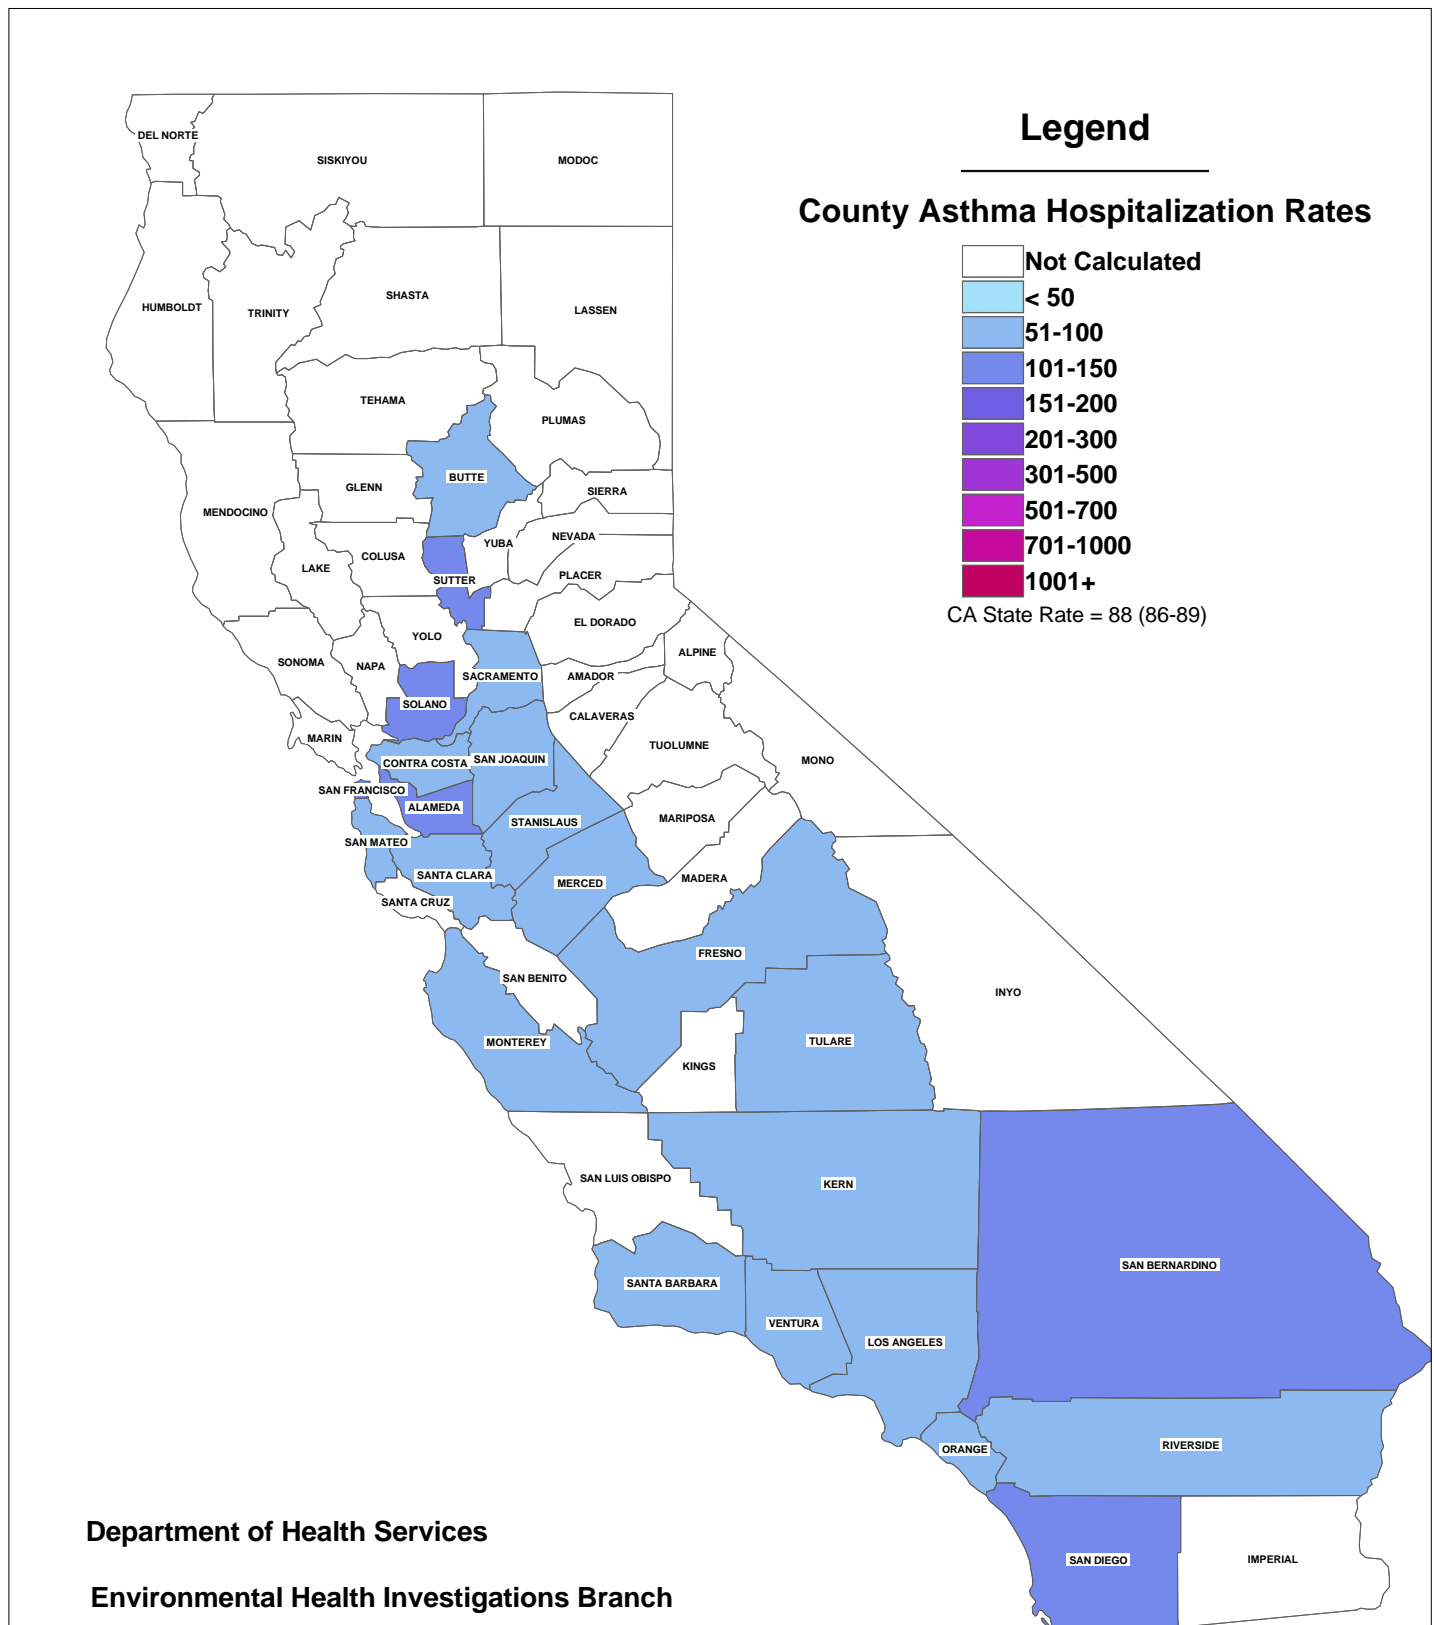 Legend
County Asthma Hospitalization Rates
Not Calculated
< 50
51-100
101-150
151-200
201-300
301-500
501-700
701-1000
1001+
CA State Rate = 88 (86-89)
DEL NORTE
SISKIYOU
MODOC
HUMBOLDT
TRINITY
SHASTA
LASSEN
TEHAMA
PLUMAS
BUTTE
GLENN
SIERRA
MENDOCINO
NEVADA
YUBA
COLUSA
LAKE
PLACER
SUTTER
EL DORADO
YOLO
ALPINE
SONOMA
NAPA
SACRAMENTO
AMADOR
SOLANO
CALAVERAS
MARIN
TUOLUMNE
SAN JOAQUIN
CONTRA COSTA
MONO
SAN FRANCISCO
ALAMEDA
MARIPOSA
STANISLAUS
SAN MATEO
SANTA CLARA
MADERA
MERCED
SANTA CRUZ
FRESNO
SAN BENITO
INYO
MONTEREY
TULARE
KINGS
SAN LUIS OBISPO
KERN
SAN BERNARDINO
SANTA BARBARA
VENTURA
LOS ANGELES
ORANGE
RIVERSIDE
SAN DIEGO
IMPERIAL
Department of Health Services
Environmental Health Investigations Branch